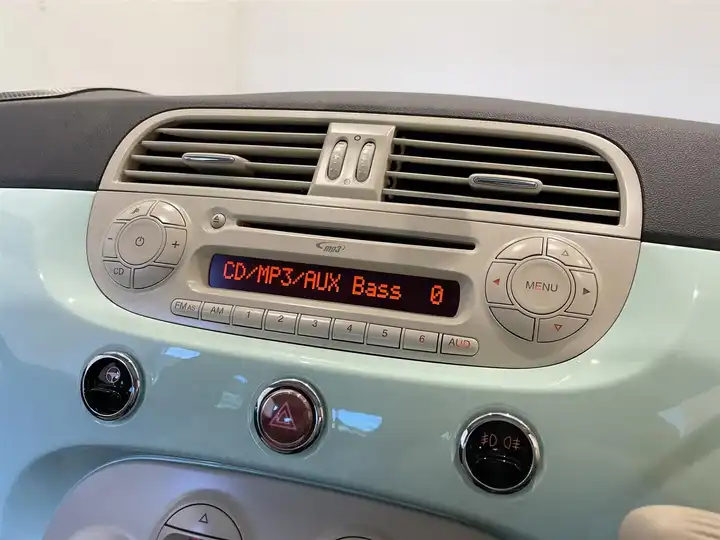 mp3
CD/MP3/AUX Bass 0
CD
MENU
FM AS AM 1 2 3 4 5 6 AUD